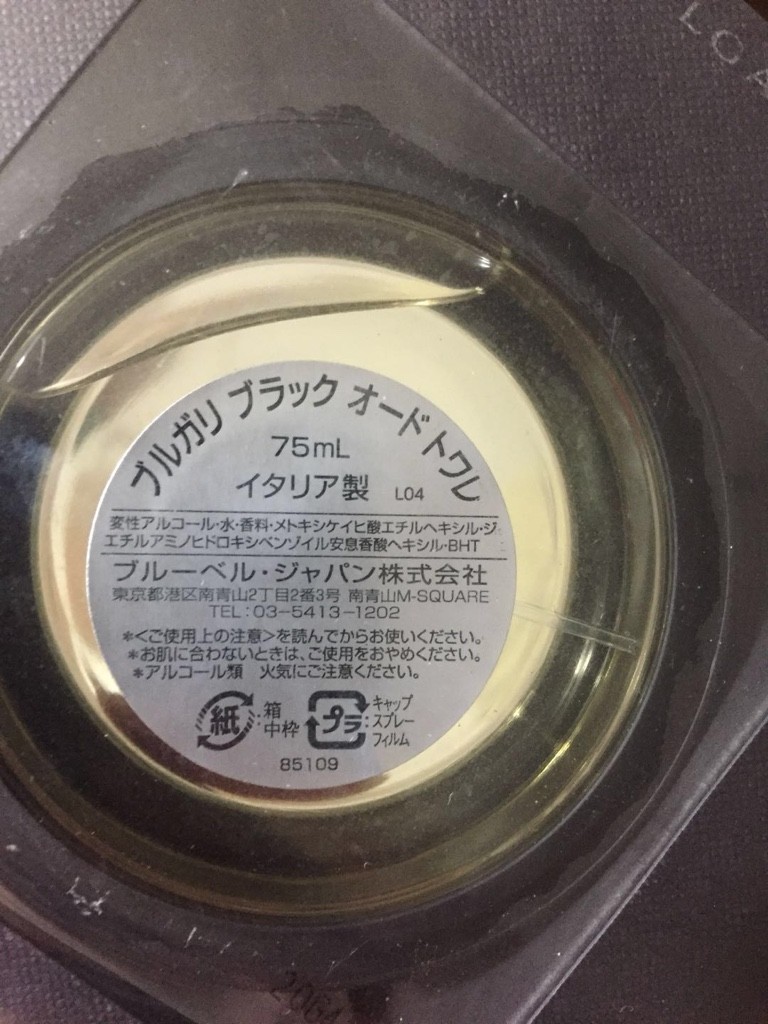 LOA
ブルガリ ブラック オードトワレ
75mL
イタリア製 L04
変性アルコール・水・香料・メトキシケイヒ酸エチルヘキシル・ジ
エチルアミノヒドロキシベンゾイル安息香酸ヘキシル・BHT
ブルーベル・ジャパン株式会社
東京都港区南青山2丁目2番3号 南青山M-SQUARE
TEL:03-5413-1202
*<ご使用上の注意>を読んでからお使いください。
*お肌に合わないときは、ご使用をおやめください。
*アルコール類 火気にご注意ください。
紙:箱 中枠
プラ:キャップ スプレー フィルム
85109